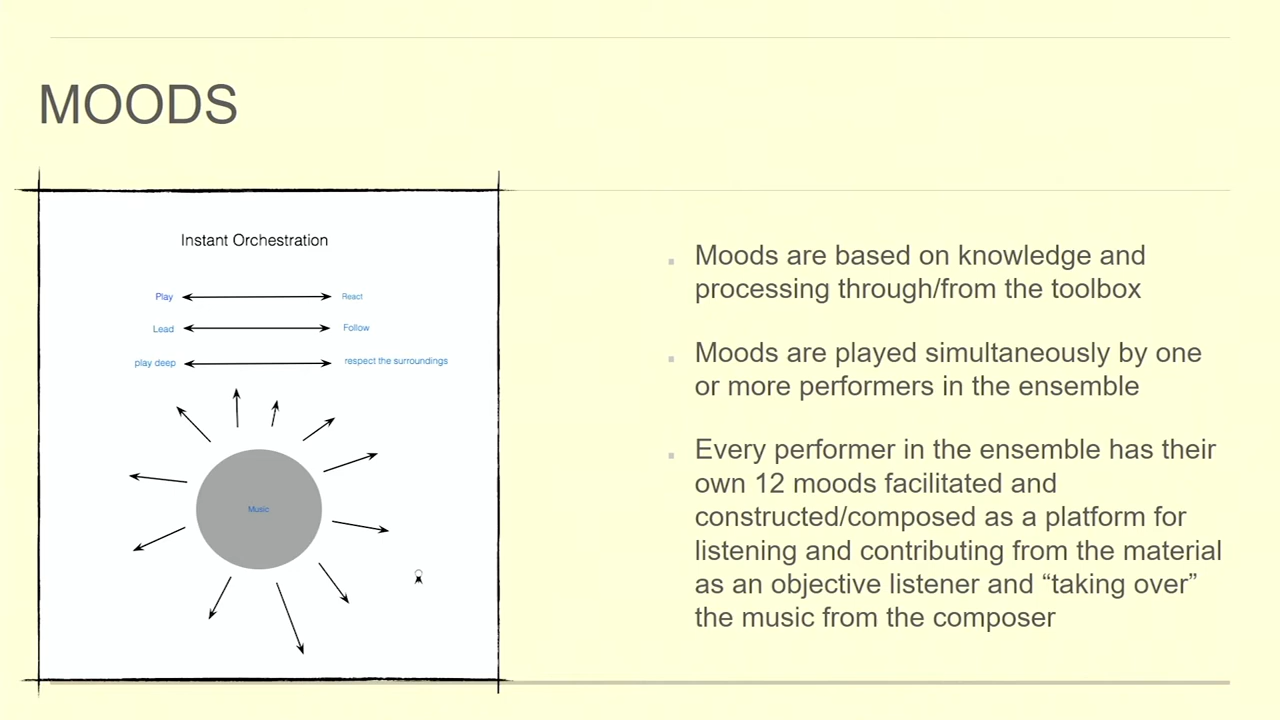 MOODS
Instant Orchestration
Play
React
Lead
Follow
play deep
respect the surroundings
Music
Moods are based on knowledge and
processing through/from the toolbox
Moods are played simultaneously by one
or more performers in the ensemble
Every performer in the ensemble has their
own 12 moods facilitated and
constructed/composed as a platform for
listening and contributing from the material
as an objective listener and “taking over”
the music from the composer